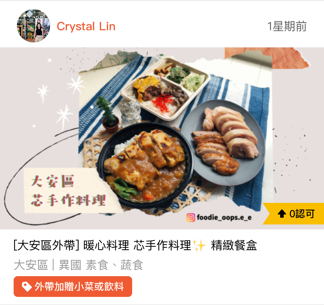 Crystal Lin
1星期前
大安區
芯手作料理
foodie_oops.e_e
0認可
[大安區外帶] 暖心料理 芯手作料理✨ 精緻餐盒
大安區 | 異國 素食、蔬食
外帶加贈小菜或飲料